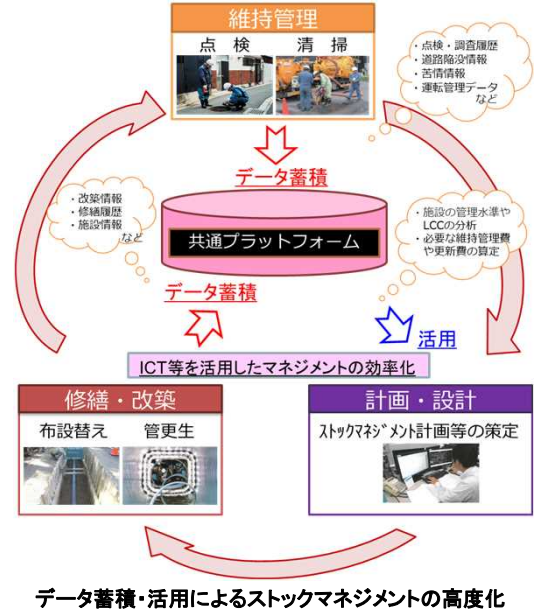 維持管理
点 検
清 掃
・点検・調査履歴
・道路陥没情報
・苦情情報
・運転管理データ
など
データ蓄積
・改築情報
・修繕履歴
・施設情報
など
共通プラットフォーム
・施設の管理水準や
LCCの分析
・必要な維持管理費
や更新費の算定
データ蓄積
活用
ICT等を活用したマネジメントの効率化
修繕・改築
布設替え
管更生
計画・設計
ストックマネジメント計画等の策定
データ蓄積・活用によるストックマネジメントの高度化